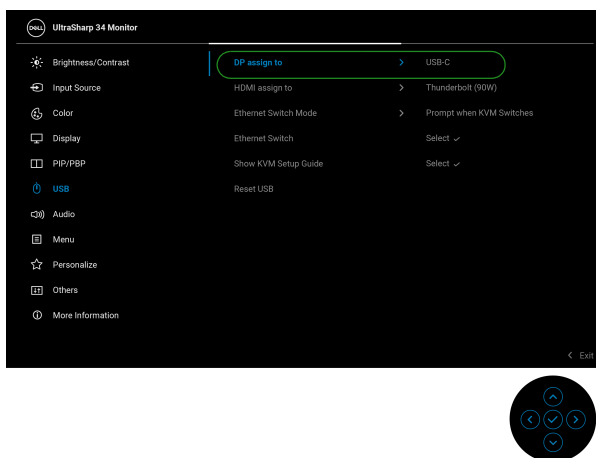 DELL
UltraSharp 34 Monitor
Brightness/Contrast
Input Source
Color
Display
PIP/PBP
USB
Audio
Menu
Personalize
Others
More Information
DP assign to > USB-C
HDMI assign to > Thunderbolt (90W)
Ethernet Switch Mode > Prompt when KVM Switches
Ethernet Switch Select ✓
Show KVM Setup Guide Select ✓
Reset USB
< Exit